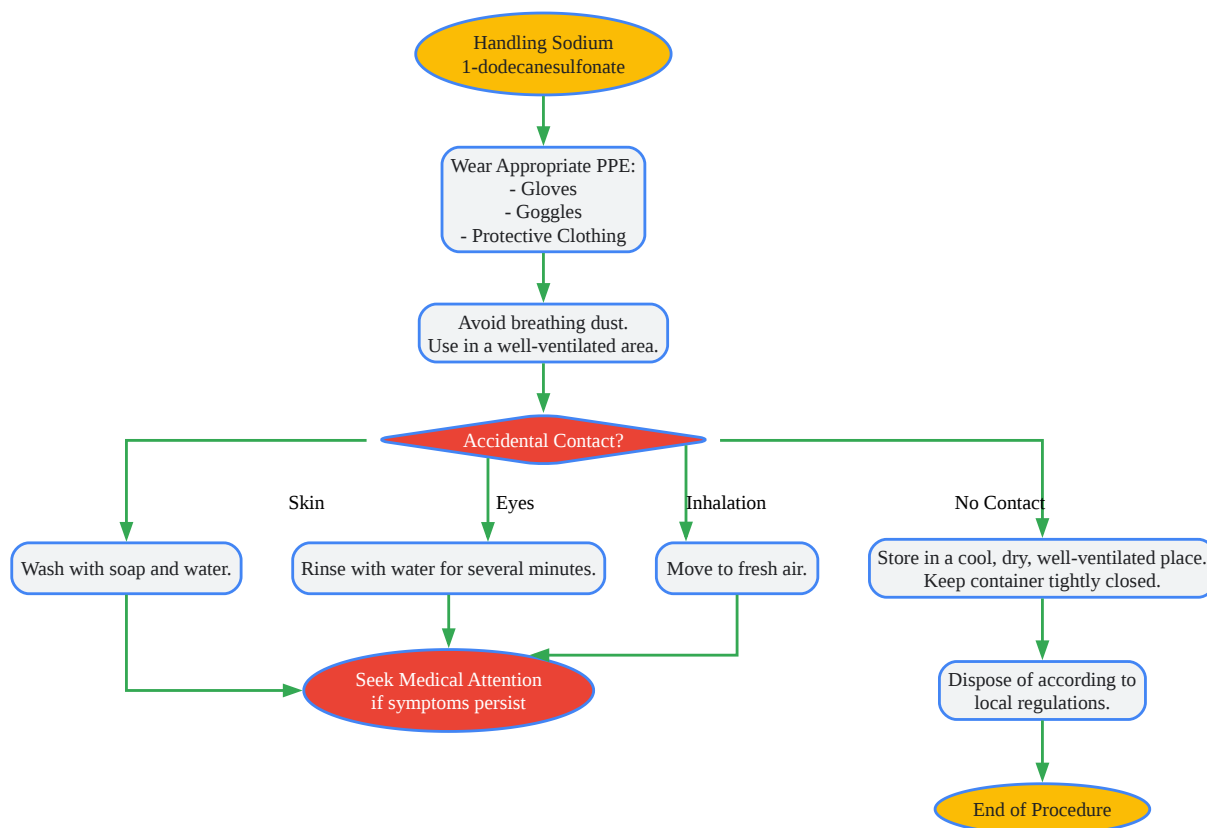 Handling Sodium
1-dodecanesulfonate
Wear Appropriate PPE:
- Gloves
- Goggles
- Protective Clothing
Avoid breathing dust.
Use in a well-ventilated area.
Accidental Contact?
Skin
Eyes
Inhalation
No Contact
Wash with soap and water.
Rinse with water for several minutes.
Move to fresh air.
Store in a cool, dry, well-ventilated place.
Keep container tightly closed.
Seek Medical Attention
if symptoms persist
Dispose of according to
local regulations.
End of Procedure